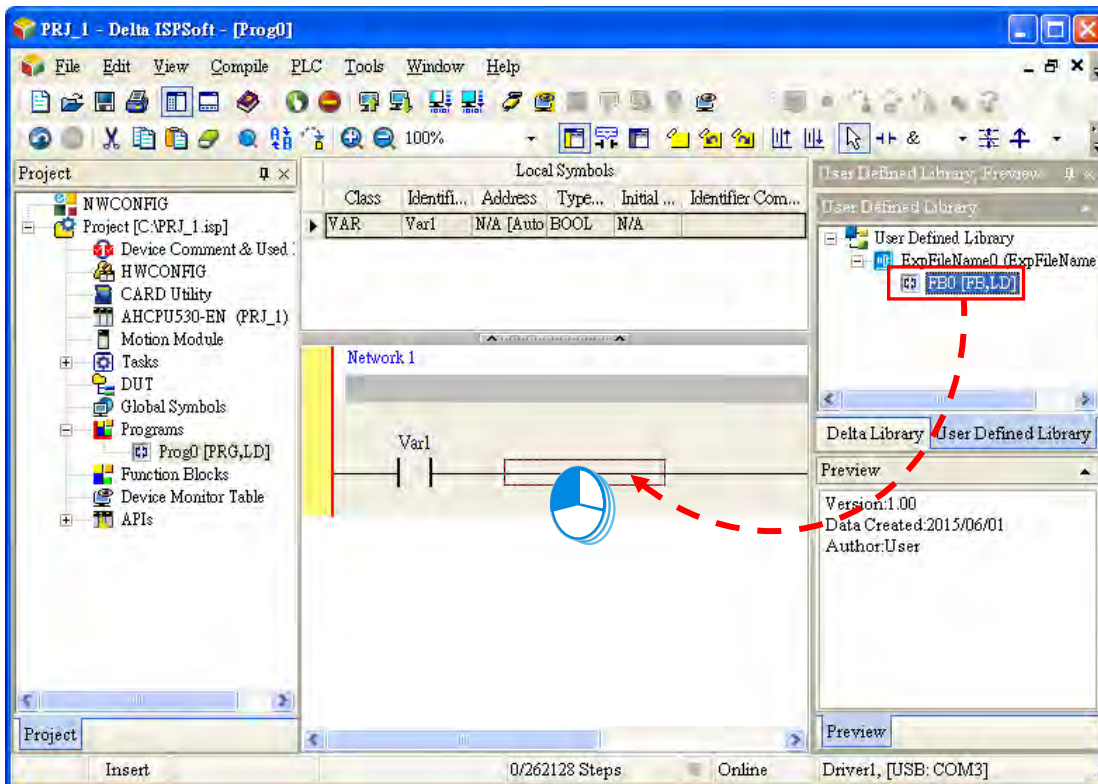 PRJ_1 - Delta ISPSoft - [Prog0]
File Edit View Compile PLC Tools Window Help
100%
Project
NWCONFIG
Project [C:\PRJ_1.isp]
Device Comment & Used
HWCONFIG
CARD Utility
AHCPU530-EN (PRJ_1)
Motion Module
Tasks
DUT
Global Symbols
Programs
Prog0 [PRG,LD]
Function Blocks
Device Monitor Table
APIs
Project
Local Symbols
Class Identifi... Address Type... Initial ... Identifier Com...
VAR Var1 N/A [Auto BOOL N/A
Network 1
Var1
User Defined Library, Preview
User Defined Library
User Defined Library
ExpFileName0 (ExpFileName
FB0 [FB,LD]
Delta Library User Defined Library
Preview
Version:1.00
Data Created:2015/06/01
Author:User
Preview
Insert 0/262128 Steps Online Driver1, [USB: COM3]